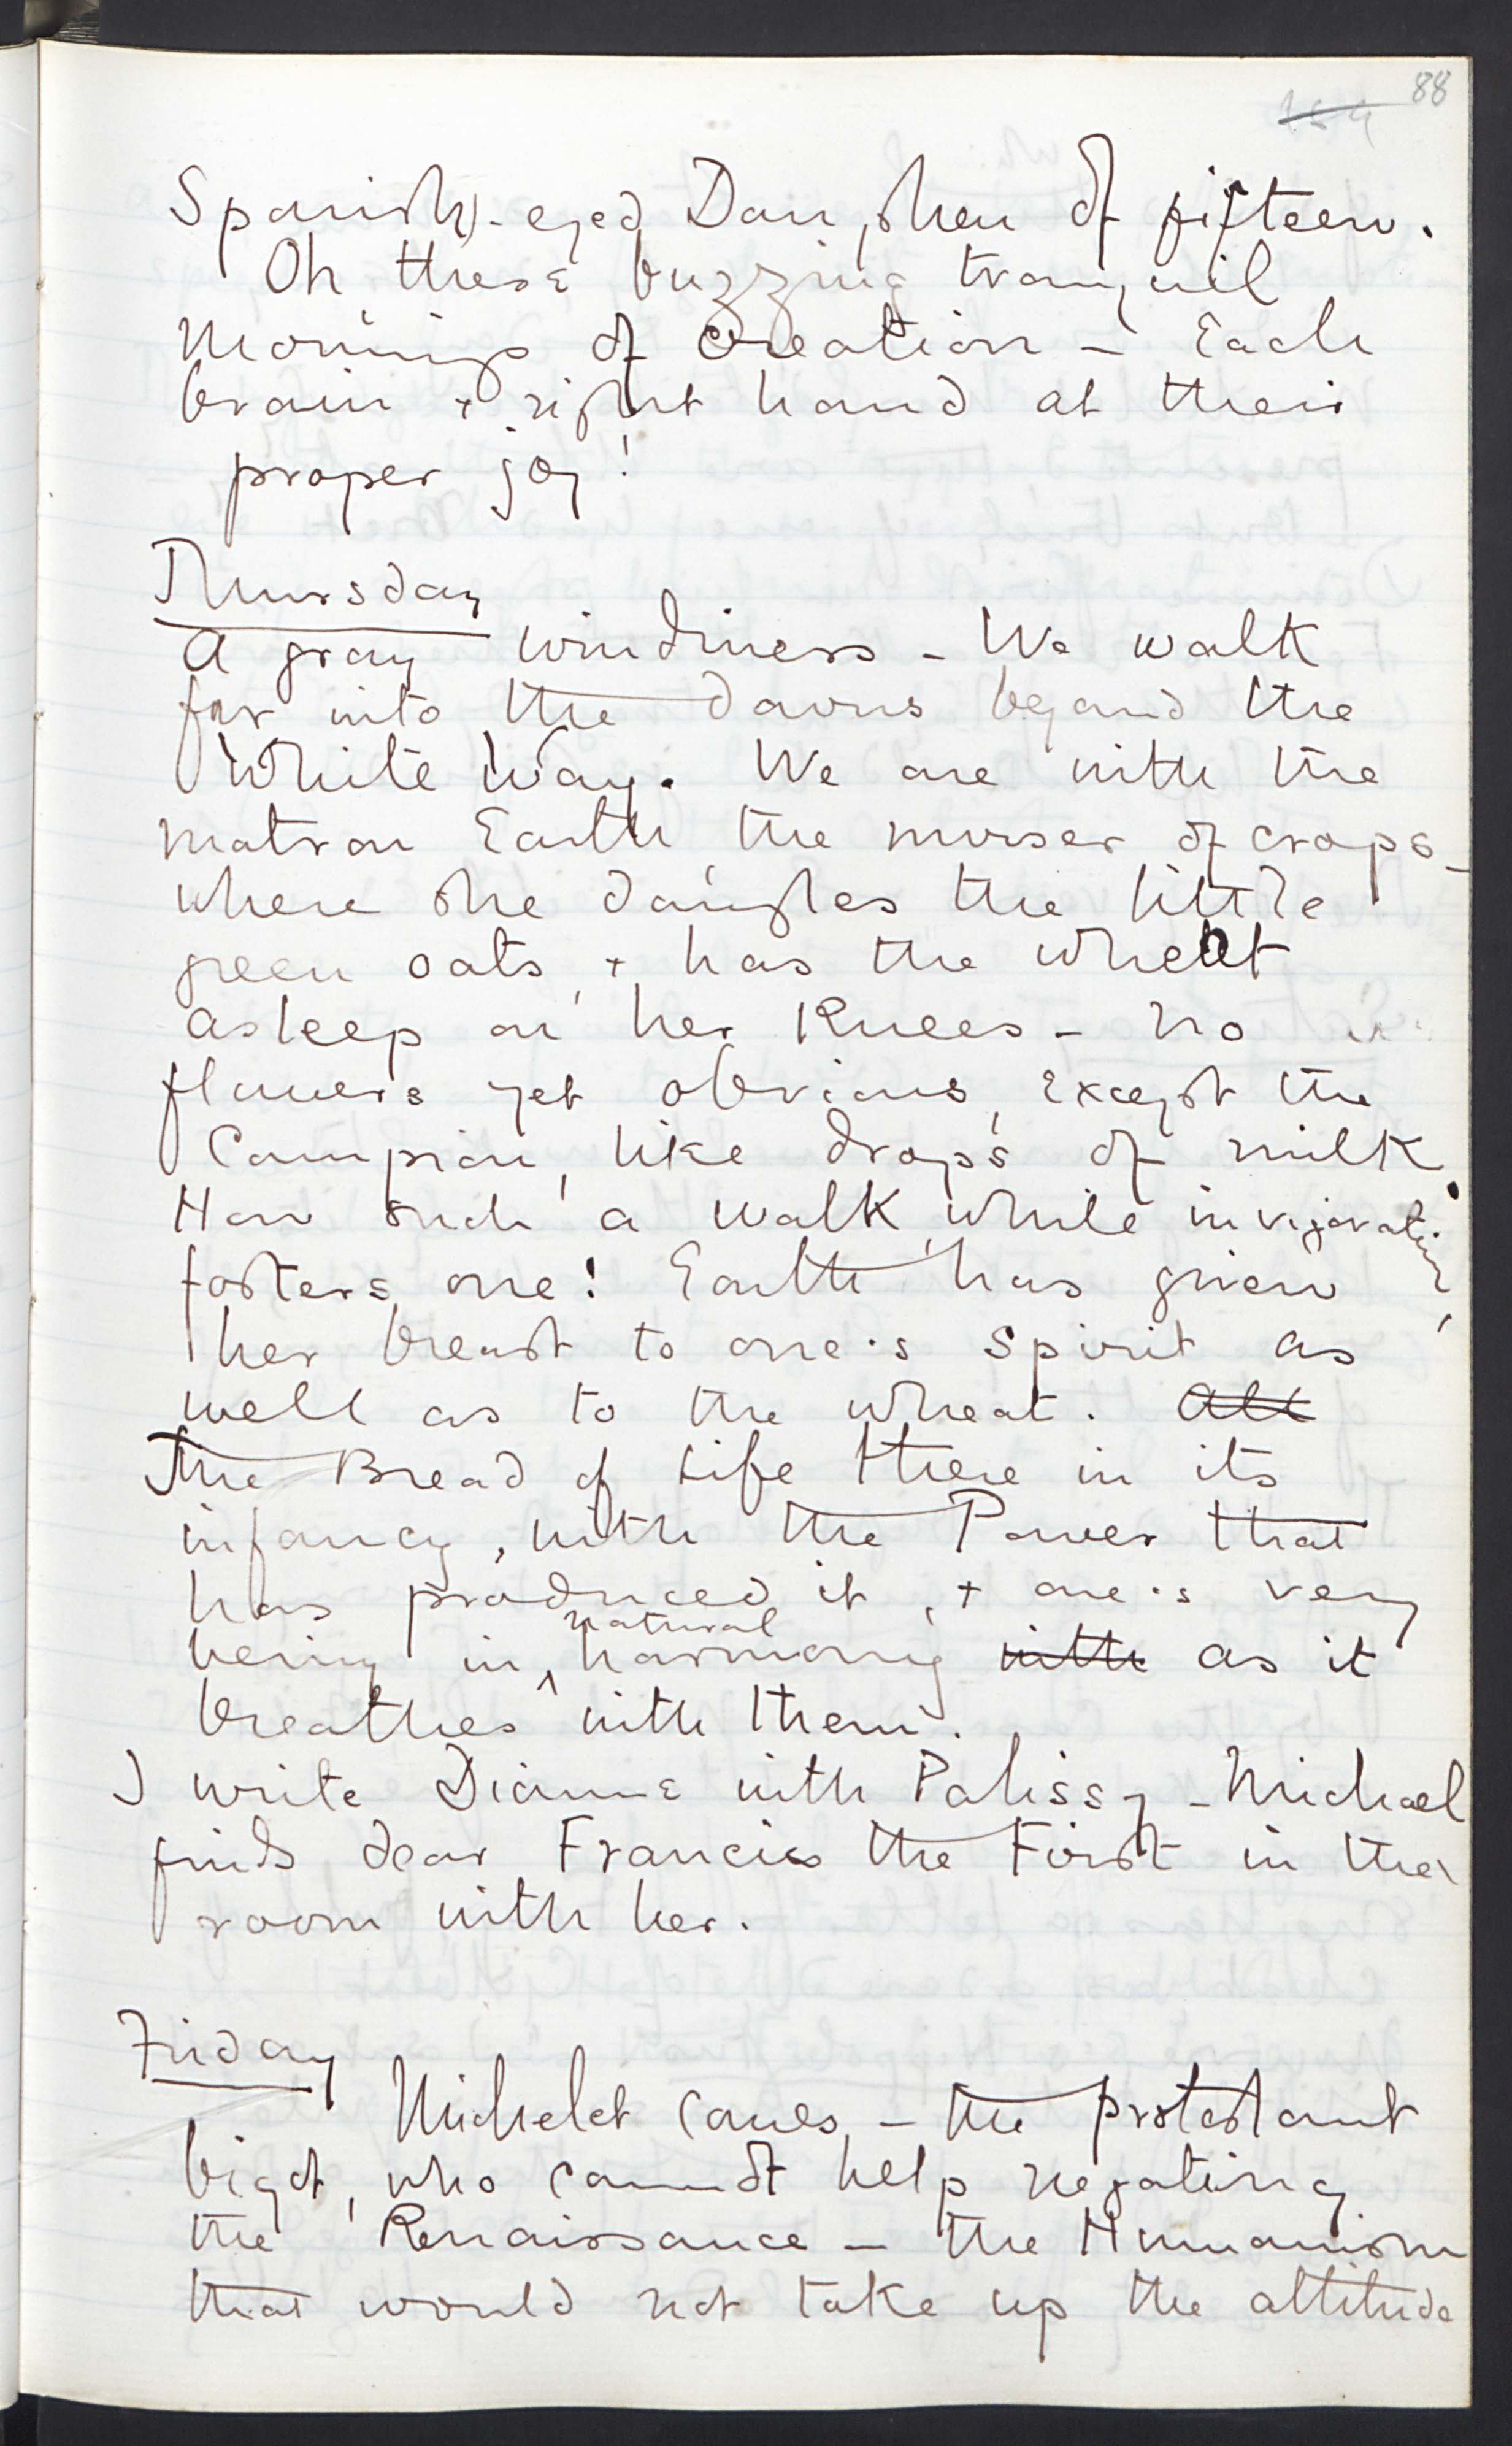 88
154
Spanish-eyed Dauphin of fifteen.
Oh these buzzing tranquil
mornings of creation – Each
brain + right hand at their
proper joy!
Thursday
A gray windiness – We walk
far into the downs beyond the
White Way. We are with the
matron Earth, the nurser of crops –
where she dangles the little
green oats, + has the wheat
asleep on her knees – no
flowers yet obvious, except the
Campion, like drops of milk.
How such a walk, while invigorating,
fosters one! Earth has given
her breast to one's spirit as
well as to the wheat. All
The Bread of Life there in its
infancy, with the Power that
has produced it, + one's very
being in natural harmony with as it
breathes with them.
I write Dianne with Palissy – Michael
finds dear Francis the First in the
room with her.
Friday
Michelet comes – the protestant
bigot, who cannot help negating
the Renaissance – the Humanism
that would not take up the attitude